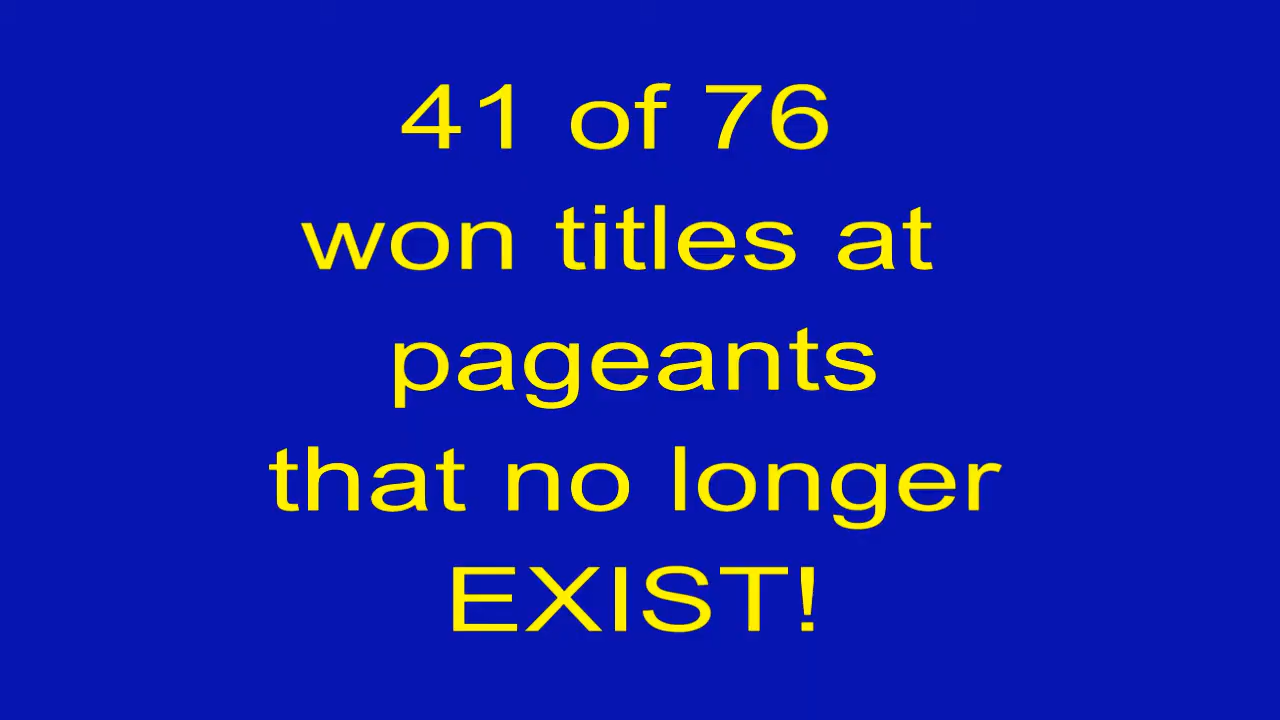 41 of 76
won titles at
pageants
that no longer
EXIST!